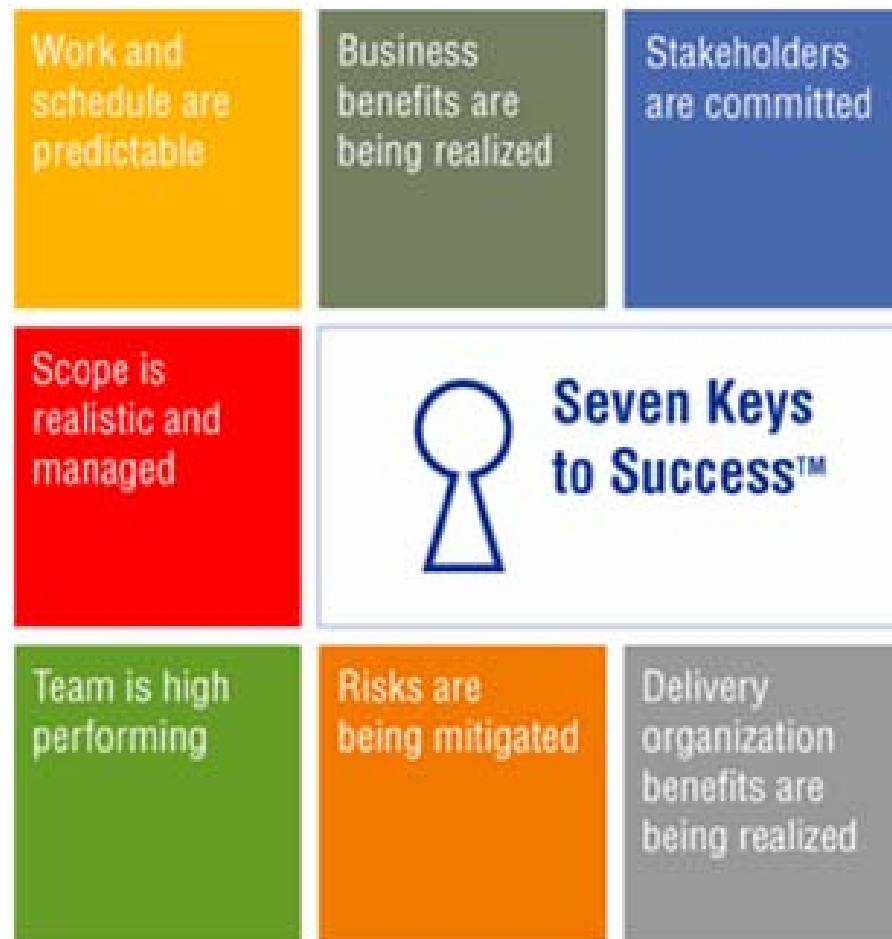 Work and
schedule are
predictable
Business
benefits are
being realized
Stakeholders
are committed
Scope is
realistic and
managed
Seven Keys
to Success™
Team is high
performing
Risks are
being mitigated
Delivery
organization
benefits are
being realized